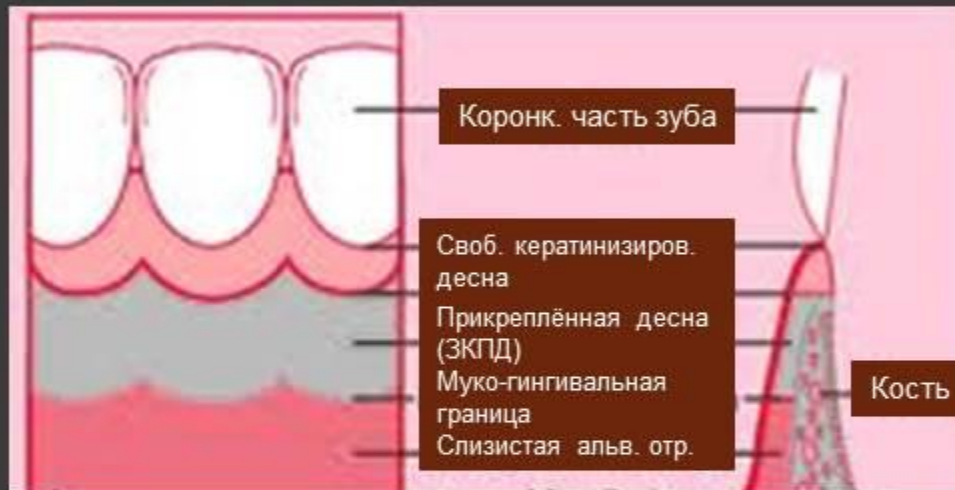 Коронк. часть зуба
Своб. кератинизиров.
десна
Прикреплённая десна
(ЗКПД)
Муко-гингивальная
граница
Слизистая альв. отр.
Кость